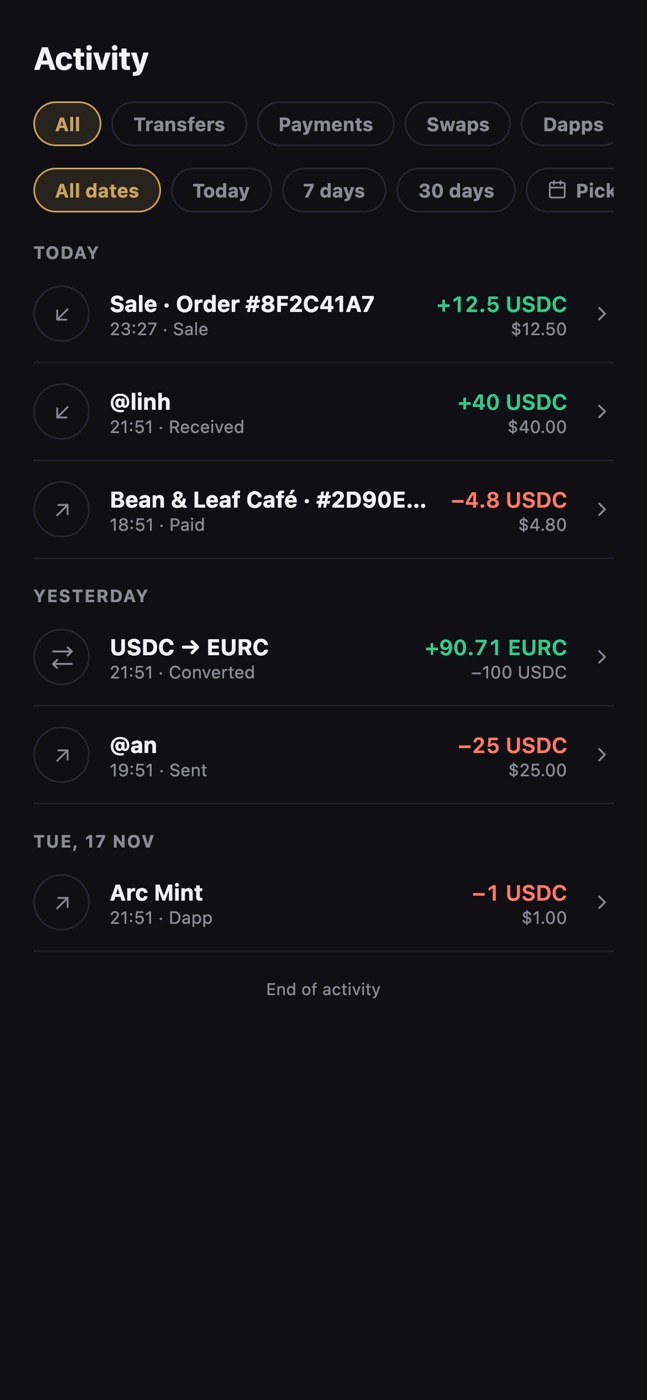 Activity
All Transfers Payments Swaps Dapps
All dates Today 7 days 30 days Pick
TODAY
Sale · Order #8F2C41A7 +12.5 USDC
23:27 · Sale $12.50
@linh +40 USDC
21:51 · Received $40.00
Bean & Leaf Café · #2D90E... −4.8 USDC
18:51 · Paid $4.80
YESTERDAY
USDC → EURC +90.71 EURC
21:51 · Converted −100 USDC
@an −25 USDC
19:51 · Sent $25.00
TUE, 17 NOV
Arc Mint −1 USDC
21:51 · Dapp $1.00
End of activity